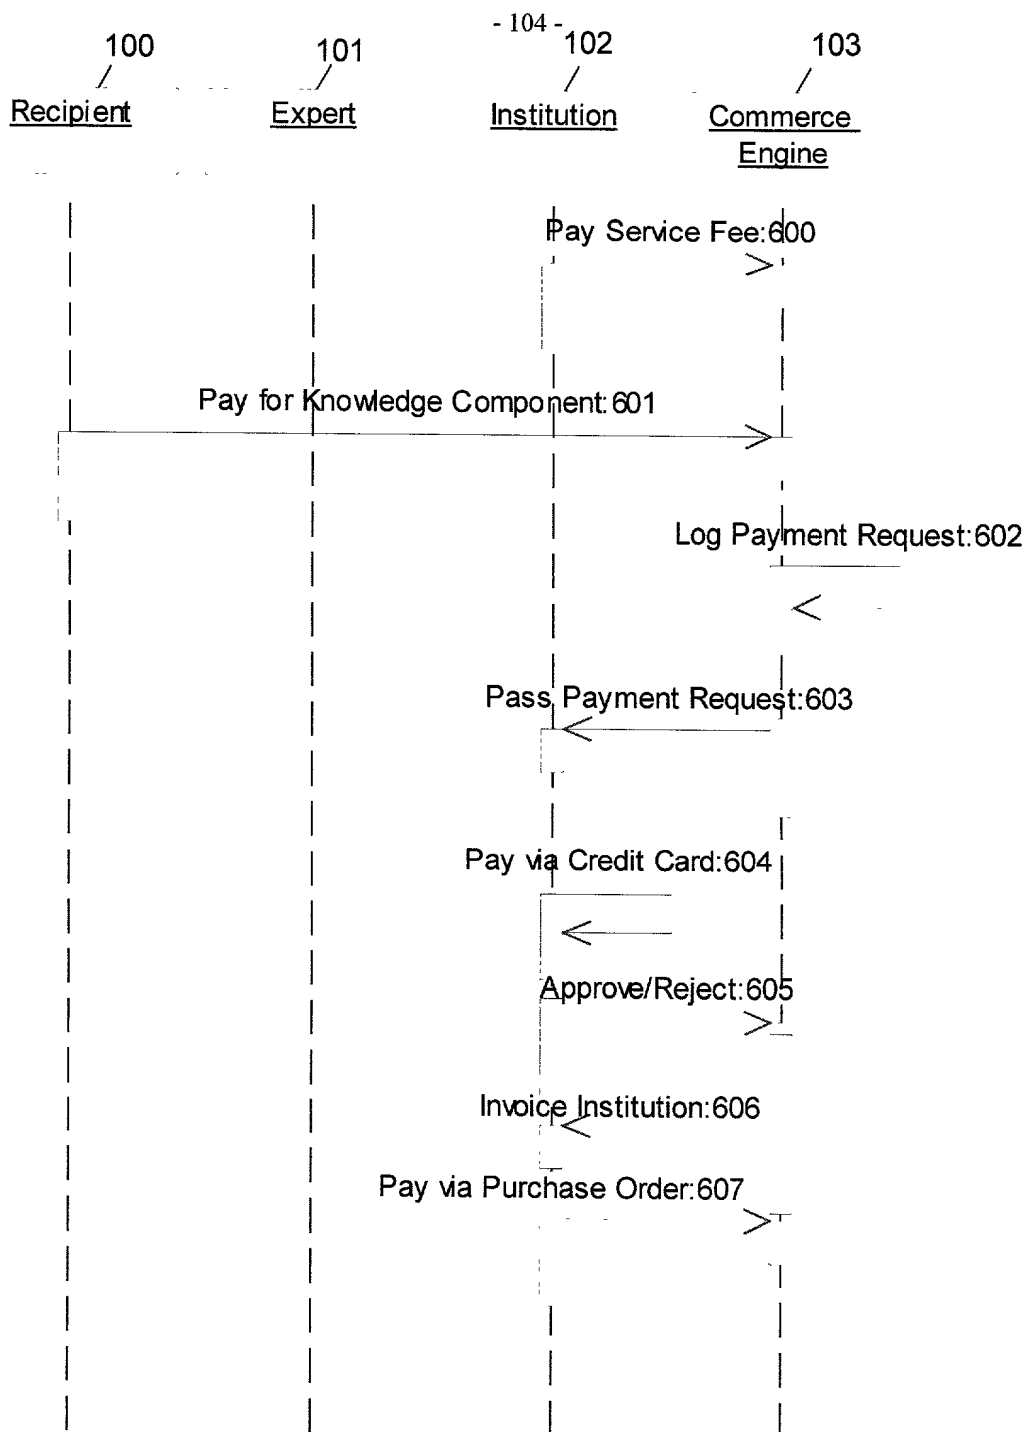 - 104 -
100 101 102 103
Recipient Expert Institution Commerce
Engine
Pay Service Fee:600
Pay for Knowledge Component:601
Log Payment Request:602
Pass Payment Request:603
Pay via Credit Card:604
Approve/Reject:605
Invoice Institution:606
Pay via Purchase Order:607